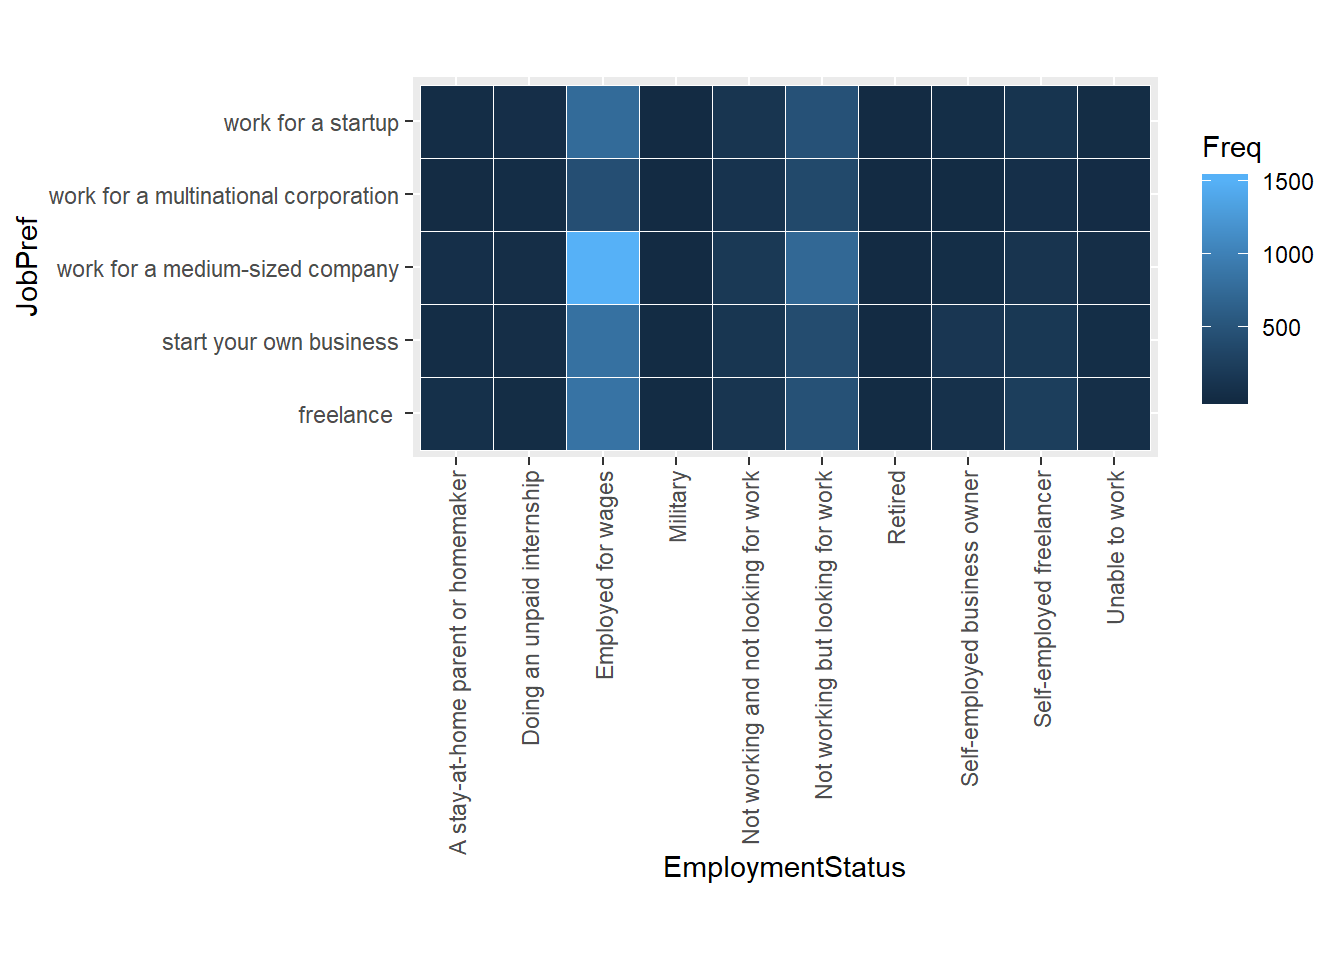 work for a startup
work for a multinational corporation
work for a medium-sized company
start your own business
freelance
JobPref
A stay-at-home parent or homemaker
Doing an unpaid internship
Employed for wages
Military
Not working and not looking for work
Not working but looking for work
Retired
Self-employed business owner
Self-employed freelancer
Unable to work
EmploymentStatus
Freq
1500
1000
500